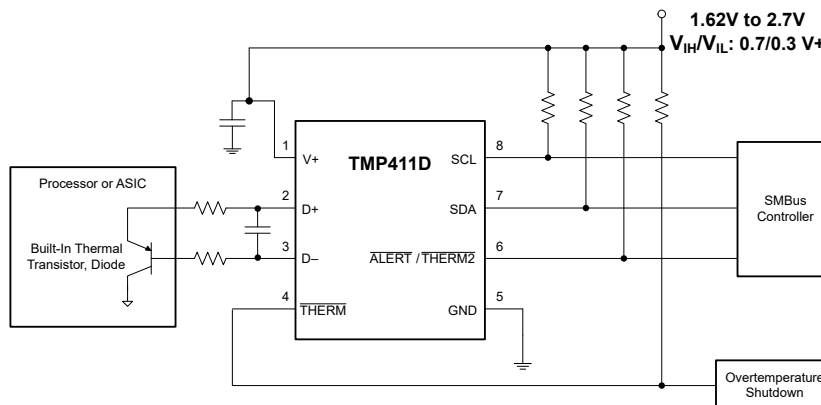 1.62V to 2.7V
VIH/VIL: 0.7/0.3 V+
1
V+
TMP411D
SCL
8
Processor or ASIC
2
D+
SDA
7
SMBus
Controller
Built-In Thermal
Transistor, Diode
3
D–
ALERT / THERM2
6
4
THERM
GND
5
Overtemperature
Shutdown